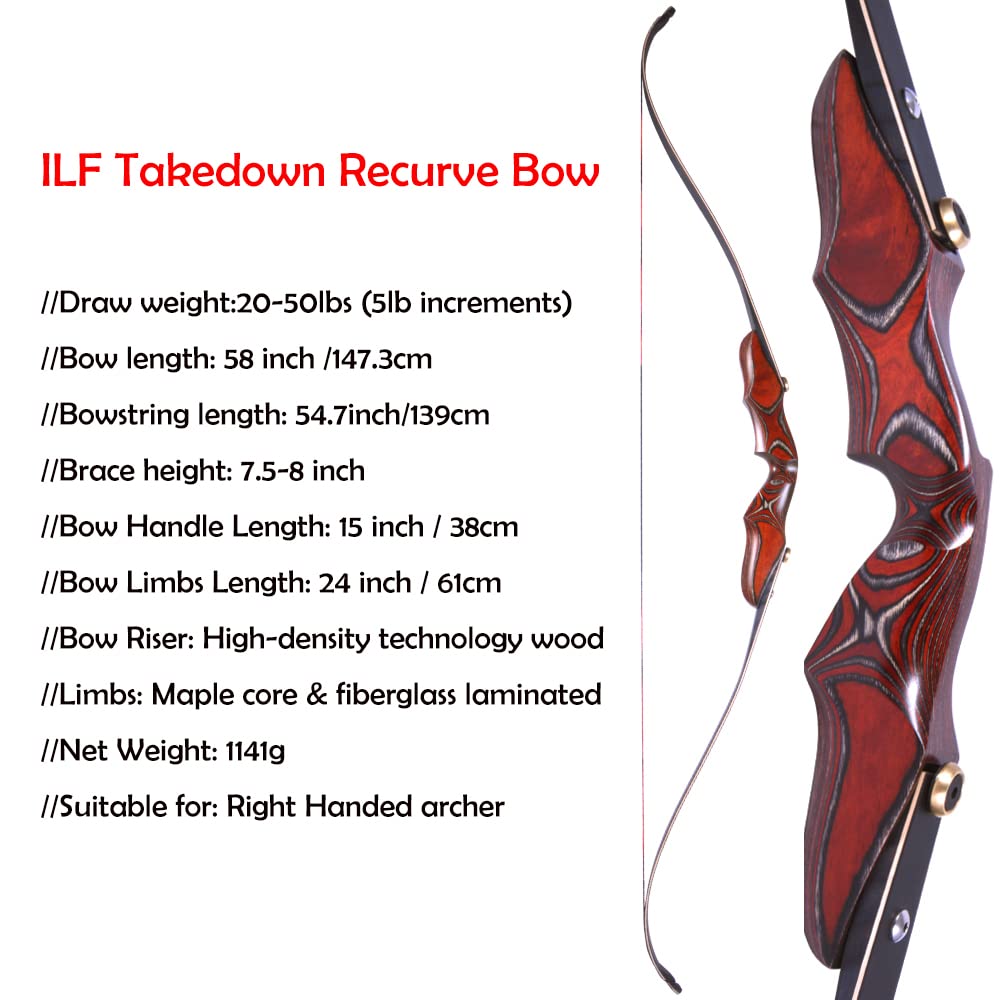 ILF Takedown Recurve Bow
//Draw weight:20-50lbs (5lb increments)
//Bow length: 58 inch /147.3cm
//Bowstring length: 54.7inch/139cm
//Brace height: 7.5-8 inch
//Bow Handle Length: 15 inch / 38cm
//Bow Limbs Length: 24 inch / 61cm
//Bow Riser: High-density technology wood
//Limbs: Maple core & fiberglass laminated
//Net Weight: 1141g
//Suitable for: Right Handed archer